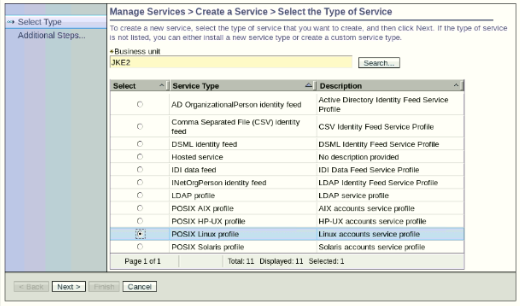 Manage Services > Create a Service > Select the Type of Service
Select Type
Additional Steps...
To create a new service, select the type of service that you want to create, and then click Next. If the type of service
is not listed, you can either install a new service type or create a custom service type.
*Business unit
JKE2
Search...
Select Service Type Description
AD OrganizationalPerson identity feed Active Directory Identity Feed Service Profile
Comma Separated File (CSV) identity feed CSV Identity Feed Service Profile
DSML identity feed DSML Identity Feed Service Profile
Hosted service No description provided
IDI data feed IDI Data Feed Service Profile
INetOrgPerson identity feed LDAP Identity Feed Service Profile
LDAP profile LDAP service profile
POSIX AIX profile AIX accounts service profile
POSIX HP-UX profile HP-UX accounts service profile
POSIX Linux profile Linux accounts service profile
POSIX Solaris profile Solaris accounts service profile
Page 1 of 1 Total: 11 Displayed: 11 Selected: 1
< Back Next > Finish Cancel